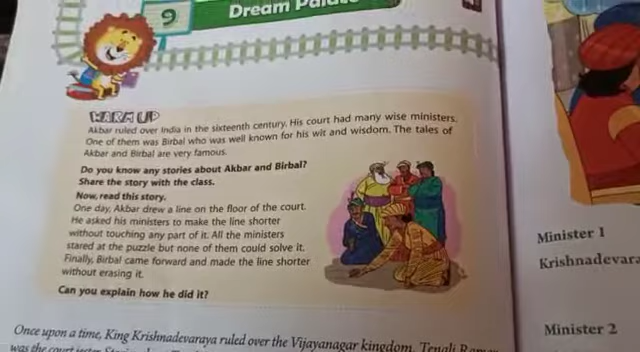 9
Dream
WARM UP
Akbar ruled over India in the sixteenth century. His court had many wise ministers.
One of them was Birbal who was well known for his wit and wisdom. The tales of
Akbar and Birbal are very famous.
Do you know any stories about Akbar and Birbal?
Share the story with the class.
Now, read this story.
One day, Akbar drew a line on the floor of the court.
He asked his ministers to make the line shorter
without touching any part of it. All the ministers
stared at the puzzle but none of them could solve it.
Finally, Birbal came forward and made the line shorter
without erasing it.
Can you explain how he did it?
Once upon a time, King Krishnadevaraya ruled over the Vijayanagar kingdom. Tenali
was the court
Minister 1
Krishnadevara
Minister 2